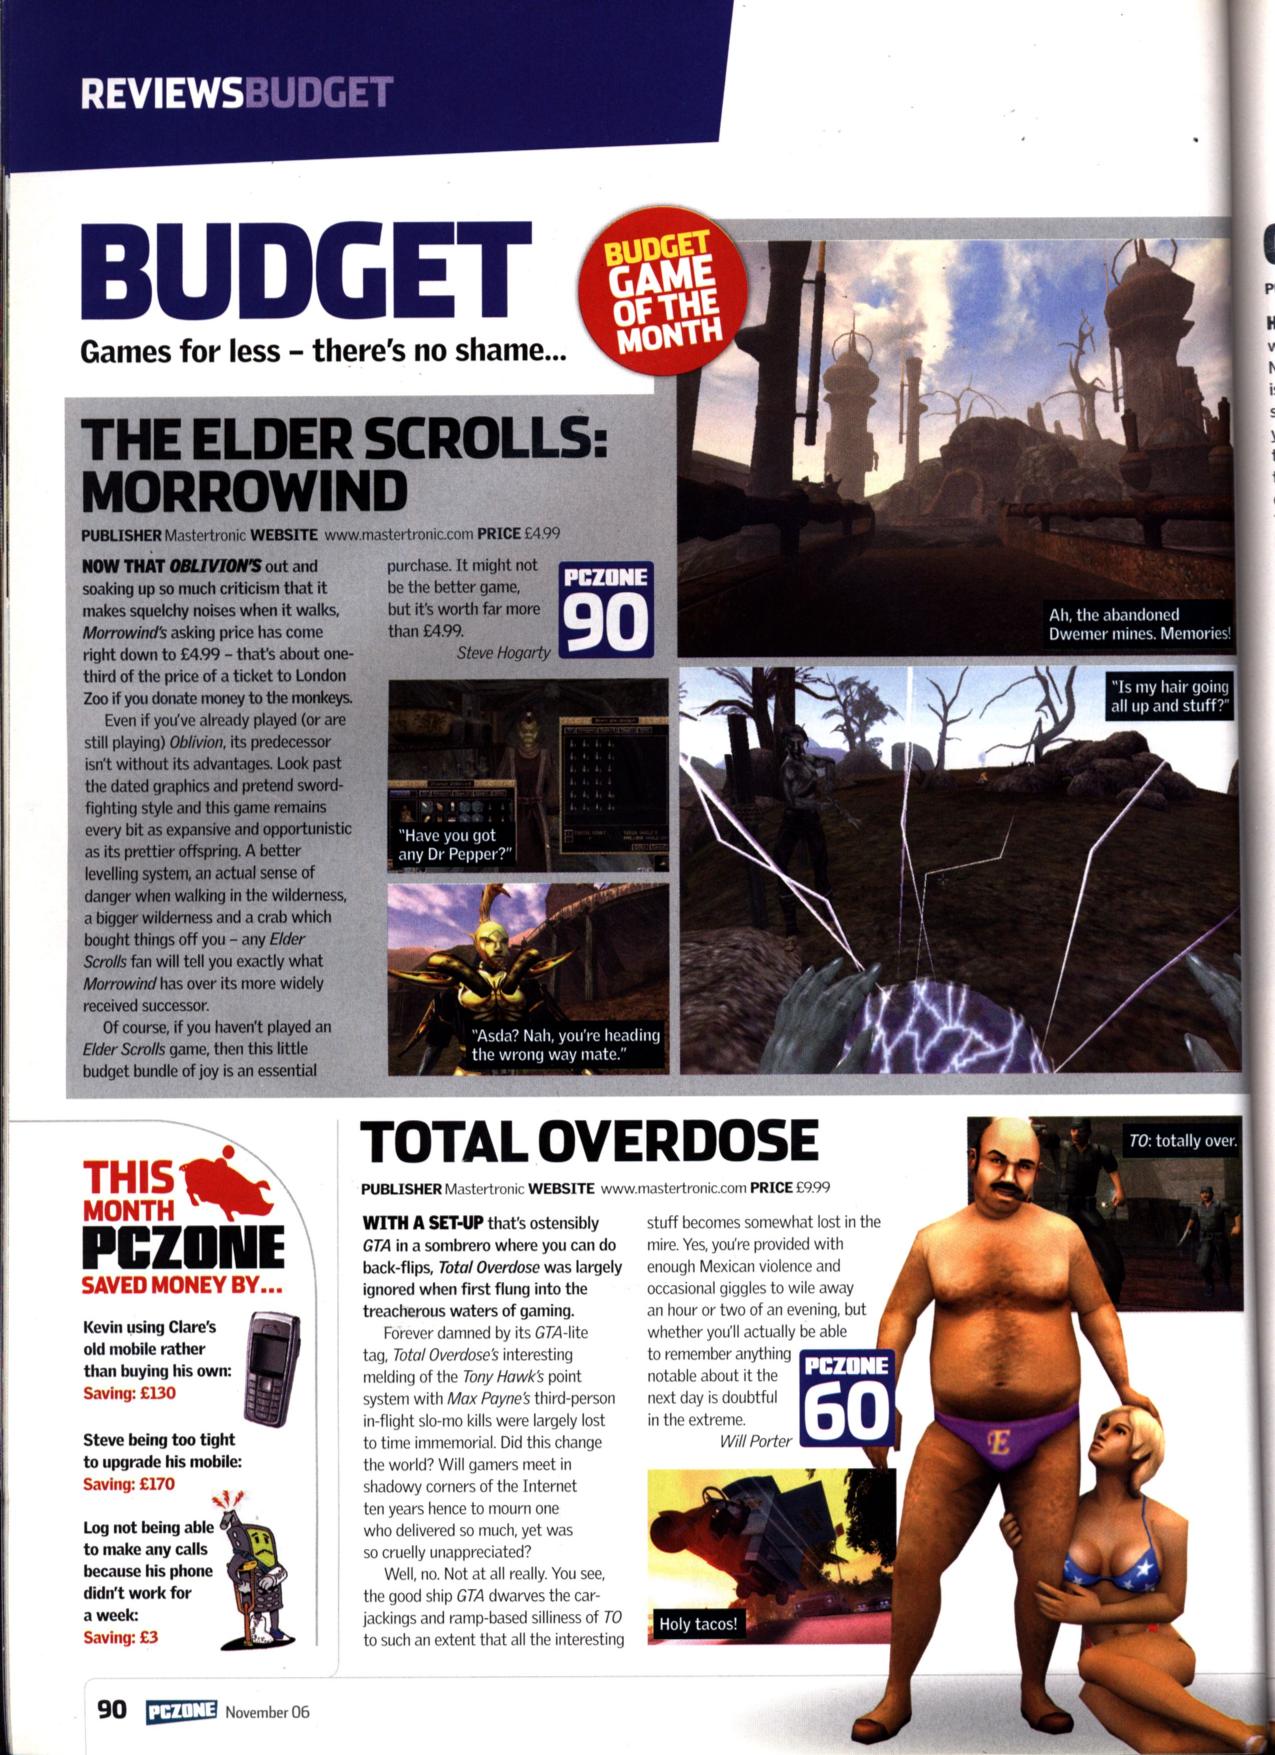 REVIEWSBUDGET
BUDGET
Games for less – there's no shame...
BUDGET
GAME
OF THE
MONTH
THE ELDER SCROLLS:
MORROWIND
PUBLISHER Mastertronic WEBSITE www.mastertronic.com PRICE £4.99
NOW THAT OBLIVION'S out and
soaking up so much criticism that it
makes squelchy noises when it walks,
Morrowind's asking price has come
right down to £4.99 – that's about one-
third of the price of a ticket to London
Zoo if you donate money to the monkeys.
Even if you've already played (or are
still playing) Oblivion, its predecessor
isn't without its advantages. Look past
the dated graphics and pretend sword-
fighting style and this game remains
every bit as expansive and opportunistic
as its prettier offspring. A better
levelling system, an actual sense of
danger when walking in the wilderness,
a bigger wilderness and a crab which
bought things off you – any Elder
Scrolls fan will tell you exactly what
Morrowind has over its more widely
received successor.
Of course, if you haven't played an
Elder Scrolls game, then this little
budget bundle of joy is an essential
purchase. It might not
be the better game,
but it's worth far more
than £4.99.
Steve Hogarty
PCZONE
90
Ah, the abandoned
Dwemer mines. Memories!
"Is my hair going
all up and stuff?"
"Have you got
any Dr Pepper?"
"Asda? Nah, you're heading
the wrong way mate."
THIS
MONTH
PCZONE
SAVED MONEY BY...
Kevin using Clare's
old mobile rather
than buying his own:
Saving: £130
Steve being too tight
to upgrade his mobile:
Saving: £170
Log not being able
to make any calls
because his phone
didn't work for
a week:
Saving: £3
TOTAL OVERDOSE
PUBLISHER Mastertronic WEBSITE www.mastertronic.com PRICE £9.99
WITH A SET-UP that's ostensibly
GTA in a sombrero where you can do
back-flips, Total Overdose was largely
ignored when first flung into the
treacherous waters of gaming.
Forever damned by its GTA-lite
tag, Total Overdose's interesting
melding of the Tony Hawk's point
system with Max Payne's third-person
in-flight slo-mo kills were largely lost
to time immemorial. Did this change
the world? Will gamers meet in
shadowy corners of the Internet
ten years hence to mourn one
who delivered so much, yet was
so cruelly unappreciated?
Well, no. Not at all really. You see,
the good ship GTA dwarves the car-
jackings and ramp-based silliness of TO
to such an extent that all the interesting
stuff becomes somewhat lost in the
mire. Yes, you're provided with
enough Mexican violence and
occasional giggles to wile away
an hour or two of an evening, but
whether you'll actually be able
to remember anything
notable about it the
next day is doubtful
in the extreme.
Will Porter
PCZONE
60
TO: totally over.
E
Holy tacos!
90 PCZONE November 06